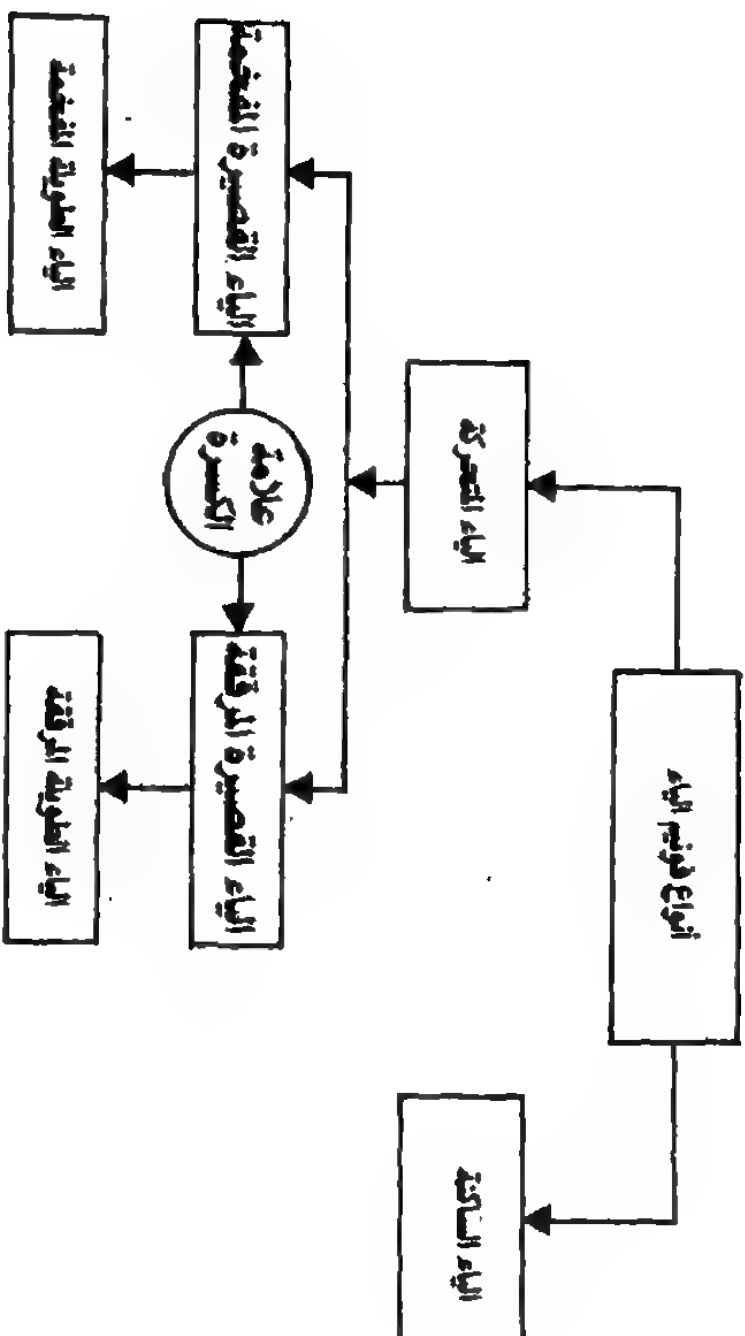 أنواع فونيم الياء
الياء الساكنة
الياء المتحركة
الياء القصيرة المرققة
علامة
الكسرة
الياء القصيرة المفخمة
الياء الطويلة المرققة
الياء الطويلة المفخمة